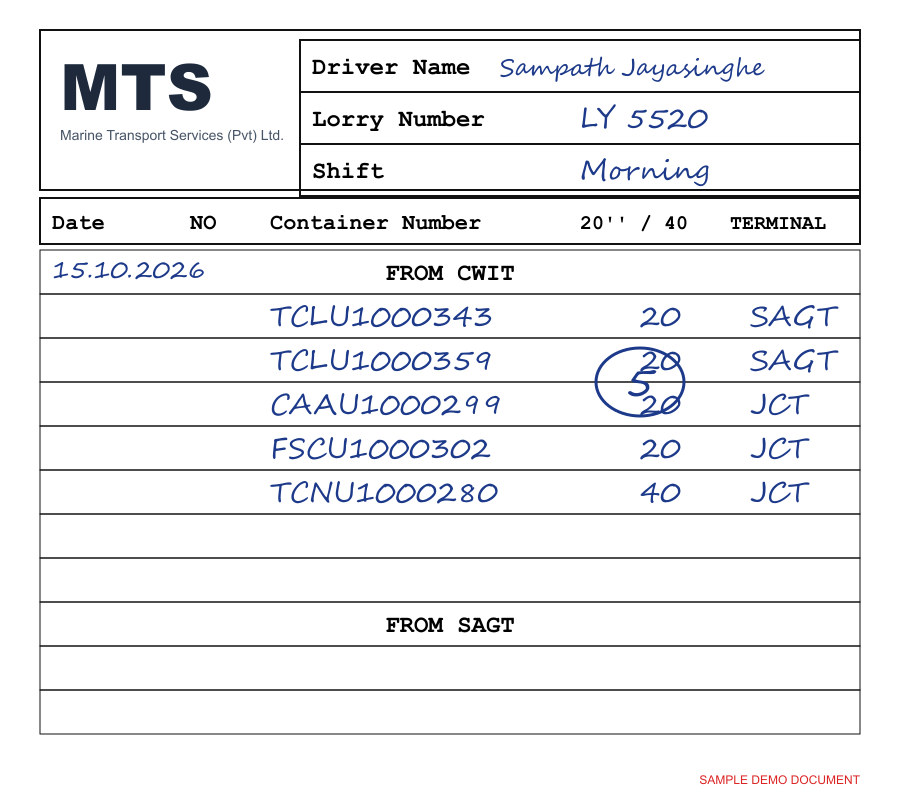 MTS
Marine Transport Services (Pvt) Ltd.
Driver Name Sampath Jayasinghe
Lorry Number LY 5520
Shift Morning
Date NO Container Number 20'' / 40 TERMINAL
15.10.2026 FROM CWIT
TCLU1000343 20 SAGT
TCLU1000359 20 SAGT
5
CAAU1000299 20 JCT
FSCU1000302 20 JCT
TCNU1000280 40 JCT
FROM SAGT
SAMPLE DEMO DOCUMENT